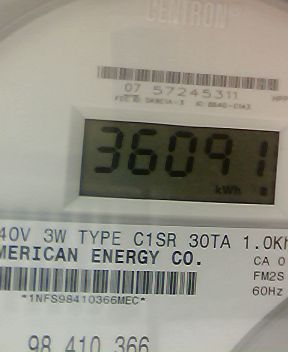 CENTRON®
07 57245311
36091
kWh
40V 3W TYPE C1SR 30TA 1.0Kh
MERICAN ENERGY CO.
CA 0
FM2S
60Hz
*1NFS98410366MEC*
98 410 366